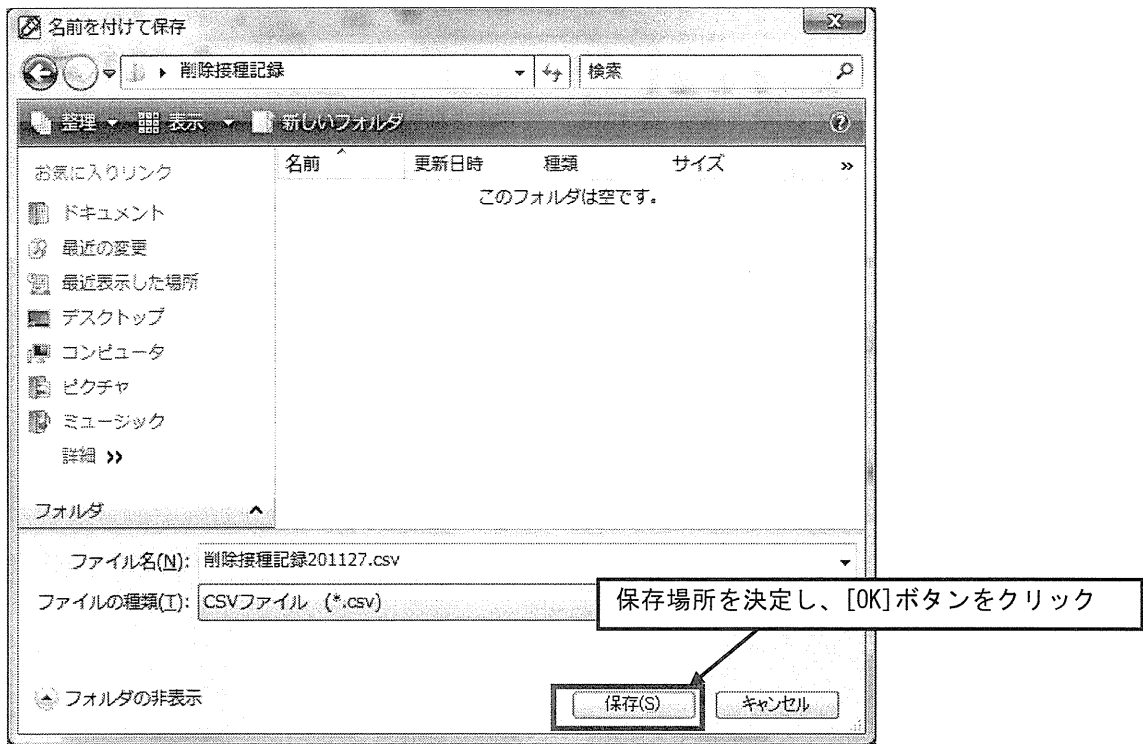 名前を付けて保存
削除接種記録
検索
整理 表示 新しいフォルダ
お気に入りリンク
ドキュメント
最近の変更
最近表示した場所
デスクトップ
コンピュータ
ピクチャ
ミュージック
詳細 »
フォルダ
名前 更新日時 種類 サイズ »
このフォルダは空です。
ファイル名(N): 削除接種記録201127.csv
ファイルの種類(T): CSVファイル (*.csv)
保存場所を決定し、[OK]ボタンをクリック
フォルダの非表示
保存(S) キャンセル